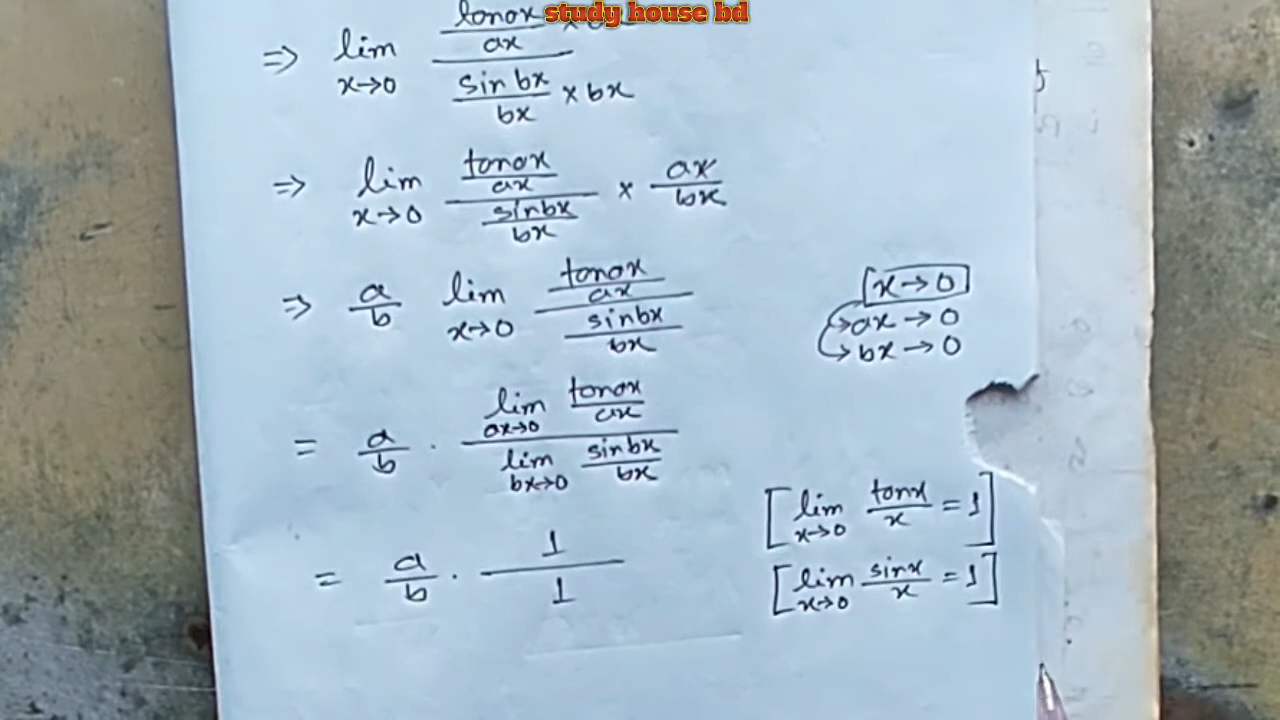 study house bd
⇒ lim x→0 (tanax/ax) / (sin bx/bx × bx)
⇒ lim x→0 (tanax/ax) / (sinbx/bx) × ax/bx
⇒ a/b lim x→0 (tanax/ax) / (sinbx/bx)
[x→0]
ax→0
bx→0
= a/b · (lim ax→0 tanax/ax) / (lim bx→0 sinbx/bx)
[lim x→0 tanx/x = 1]
= a/b · 1/1
[lim x→0 sinx/x = 1]